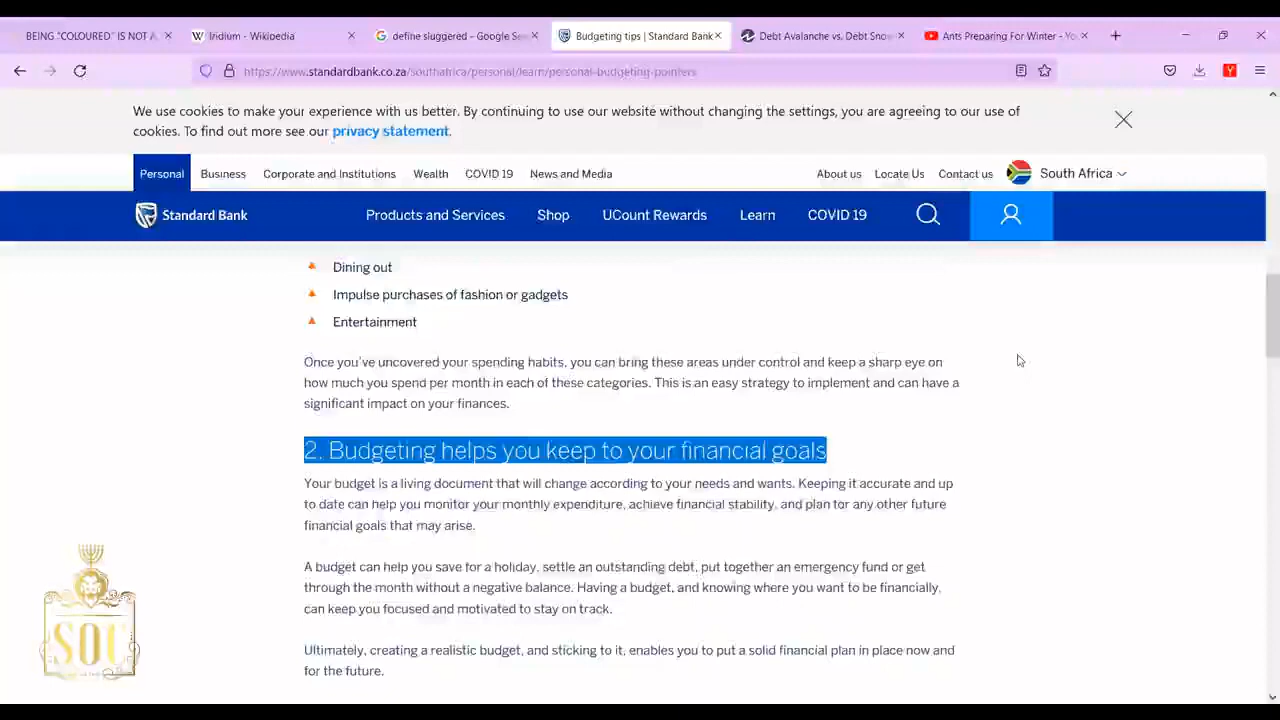 BEING "COLOURED" IS NOT A
Iridium - Wikipedia
define sluggered - Google Se
Budgeting tips | Standard Bank
Debt Avalanche vs. Debt Snow
Ants Preparing For Winter - Yo
https://www.standardbank.co.za/southafrica/personal/learn/personal-budgeting-pointers
We use cookies to make your experience with us better. By continuing to use our website without changing the settings, you are agreeing to our use of
cookies. To find out more see our privacy statement.
Personal Business Corporate and Institutions Wealth COVID 19 News and Media About us Locate Us Contact us South Africa
Standard Bank Products and Services Shop UCount Rewards Learn COVID 19
Dining out
Impulse purchases of fashion or gadgets
Entertainment
Once you've uncovered your spending habits, you can bring these areas under control and keep a sharp eye on
how much you spend per month in each of these categories. This is an easy strategy to implement and can have a
significant impact on your finances.
2. Budgeting helps you keep to your financial goals
Your budget is a living document that will change according to your needs and wants. Keeping it accurate and up
to date can help you monitor your monthly expenditure, achieve financial stability, and plan for any other future
financial goals that may arise.
A budget can help you save for a holiday, settle an outstanding debt, put together an emergency fund or get
through the month without a negative balance. Having a budget, and knowing where you want to be financially,
can keep you focused and motivated to stay on track.
Ultimately, creating a realistic budget, and sticking to it, enables you to put a solid financial plan in place now and
for the future.
SOC